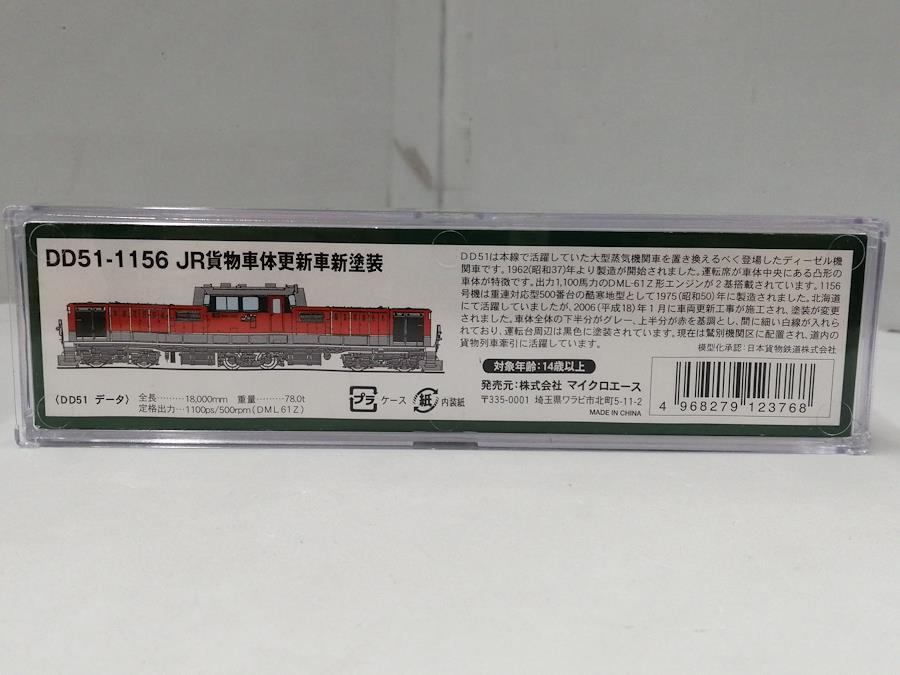 DD51-1156 JR貨物車体更新車新塗装
〈DD51 データ〉
全長……18,000mm 重量……78.0t
定格出力…1100ps/500rpm(DML61Z)
プラ ケース 紙 内装紙
DD51は本線で活躍していた大型蒸気機関車を置き換えるべく登場したディーゼル機
関車です。1962(昭和37)年より製造が開始されました。運転席が車体中央にある凸形の
車体が特徴です。出力1,100馬力のDML-61Z形エンジンが2基搭載されています。1156
号機は重連対応型500番台の酷寒地型として1975(昭和50)年に製造されました。北海道
にて活躍していましたが、2006(平成18)年1月に車両更新工事が施工され、塗装が変更
されました。車体全体の下半分がグレー、上半分が赤を基調とし、間に細い白線が入れら
れており、運転台周辺は黒色に塗装されています。現在は鷲別機関区に配置され、道内の
貨物列車牽引に活躍しています。
模型化承認:日本貨物鉄道株式会社
対象年齢:14歳以上
発売元:株式会社 マイクロエース
〒335-0001 埼玉県ワラビ市北町5-11-2
MADE IN CHINA
4 968279 123768